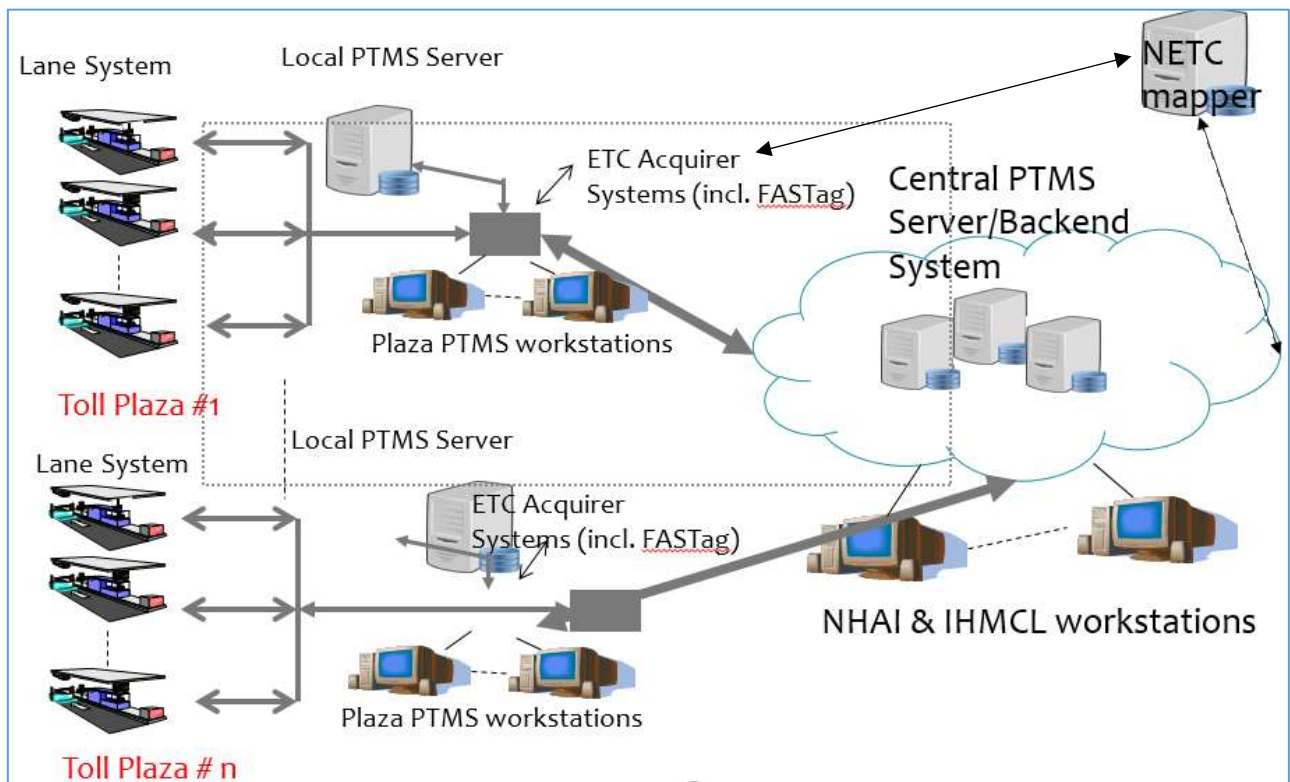 NETC
mapper
Lane System
Local PTMS Server
ETC Acquirer
Systems (incl. FASTag)
Central PTMS
Server/Backend
System
Plaza PTMS workstations
Toll Plaza #1
Local PTMS Server
Lane System
ETC Acquirer
Systems (incl. FASTag)
NHAI & IHMCL workstations
Plaza PTMS workstations
Toll Plaza # n